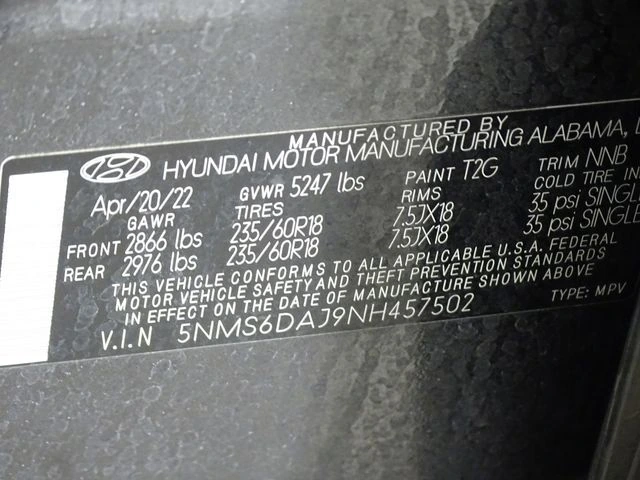 MANUFACTURED BY
HYUNDAI MOTOR MANUFACTURING ALABAMA,
Apr/20/22 GVWR 5247 lbs PAINT T2G TRIM NNB
GAWR TIRES RIMS COLD TIRE IN
FRONT 2866 lbs 235/60R18 7.5JX18 35 psi SINGL
REAR 2976 lbs 235/60R18 7.5JX18 35 psi SINGLE
THIS VEHICLE CONFORMS TO ALL APPLICABLE U.S.A. FEDERAL
MOTOR VEHICLE SAFETY AND THEFT PREVENTION STANDARDS
IN EFFECT ON THE DATE OF MANUFACTURE SHOWN ABOVE
V.I.N 5NMS6DAJ9NH457502 TYPE: MPV